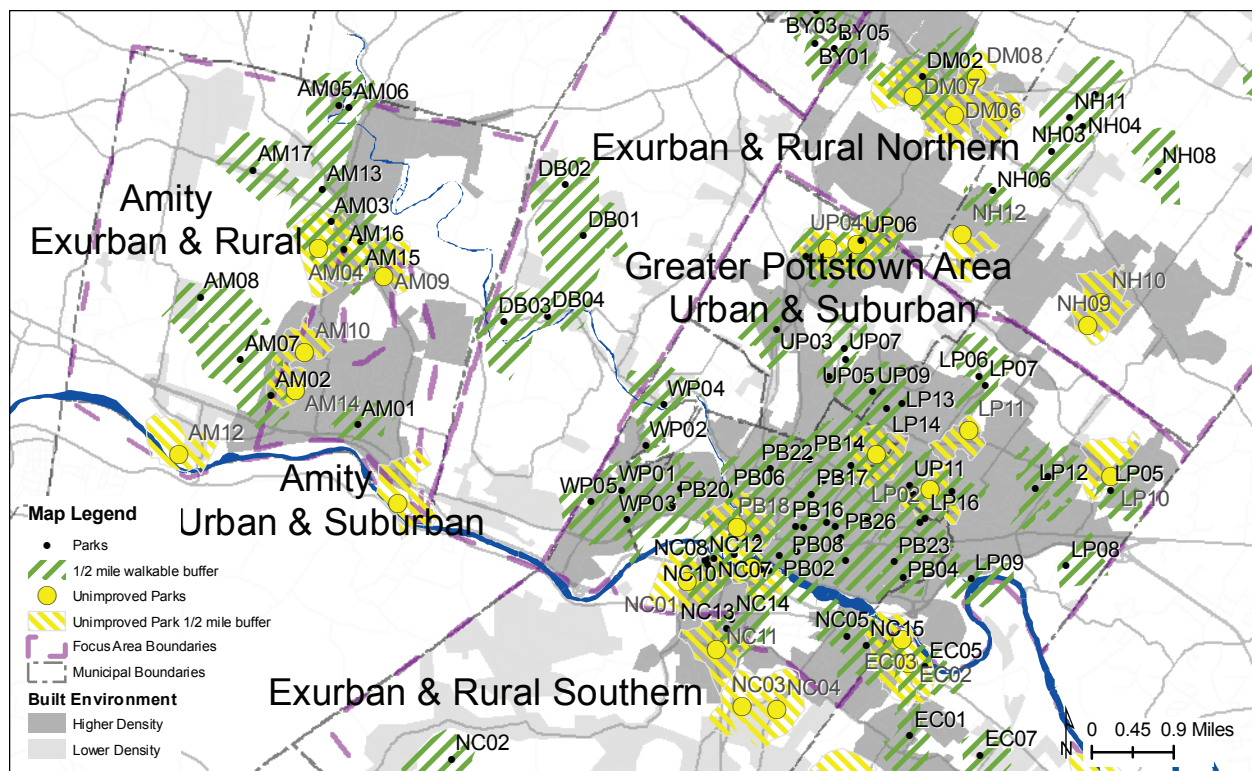 BY03
BY05
BY01
DM02
DM08
DM07
DM06
AM05
AM06
NH11
NH04
NH03
NH08
Exurban & Rural Northern
AM17
AM13
DB02
NH06
Amity
Exurban & Rural
AM03
DB01
NH12
UP04
UP06
AM16
AM15
AM04
AM09
Greater Pottstown Area
Urban & Suburban
NH10
AM08
DB03
DB04
NH09
AM10
UP03
UP07
AM07
LP06
LP07
AM02
WP04
UP05
UP09
AM14
LP13
LP11
AM01
LP14
AM12
WP02
PB14
PB22
WP01
PB06
PB17
UP11
LP12
LP05
Amity
Urban & Suburban
WP05
PB20
LP02
LP16
LP10
WP03
PB18
PB16
PB26
NC08
NC12
PB08
PB23
LP08
NC10
NC07
PB02
PB04
LP09
NC01
NC14
NC13
NC05
NC15
NC11
EC05
EC03
EC02
Exurban & Rural Southern
NC03
NC04
EC01
NC02
EC07
Map Legend
Parks
1/2 mile walkable buffer
Unimproved Parks
Unimproved Park 1/2 mile buffer
Focus Area Boundaries
Municipal Boundaries
Built Environment
Higher Density
Lower Density
N
0 0.45 0.9 Miles